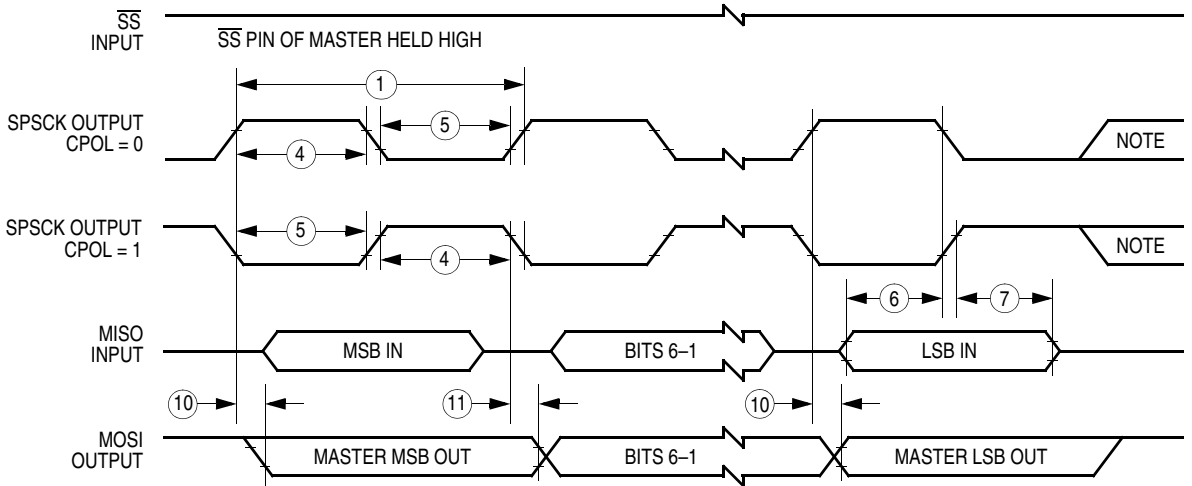 SS
INPUT
SS PIN OF MASTER HELD HIGH
1
SPSCK OUTPUT
CPOL = 0
5
4
NOTE
SPSCK OUTPUT
CPOL = 1
5
4
NOTE
6
7
MISO
INPUT
MSB IN
BITS 6–1
LSB IN
10
11
10
MOSI
OUTPUT
MASTER MSB OUT
BITS 6–1
MASTER LSB OUT